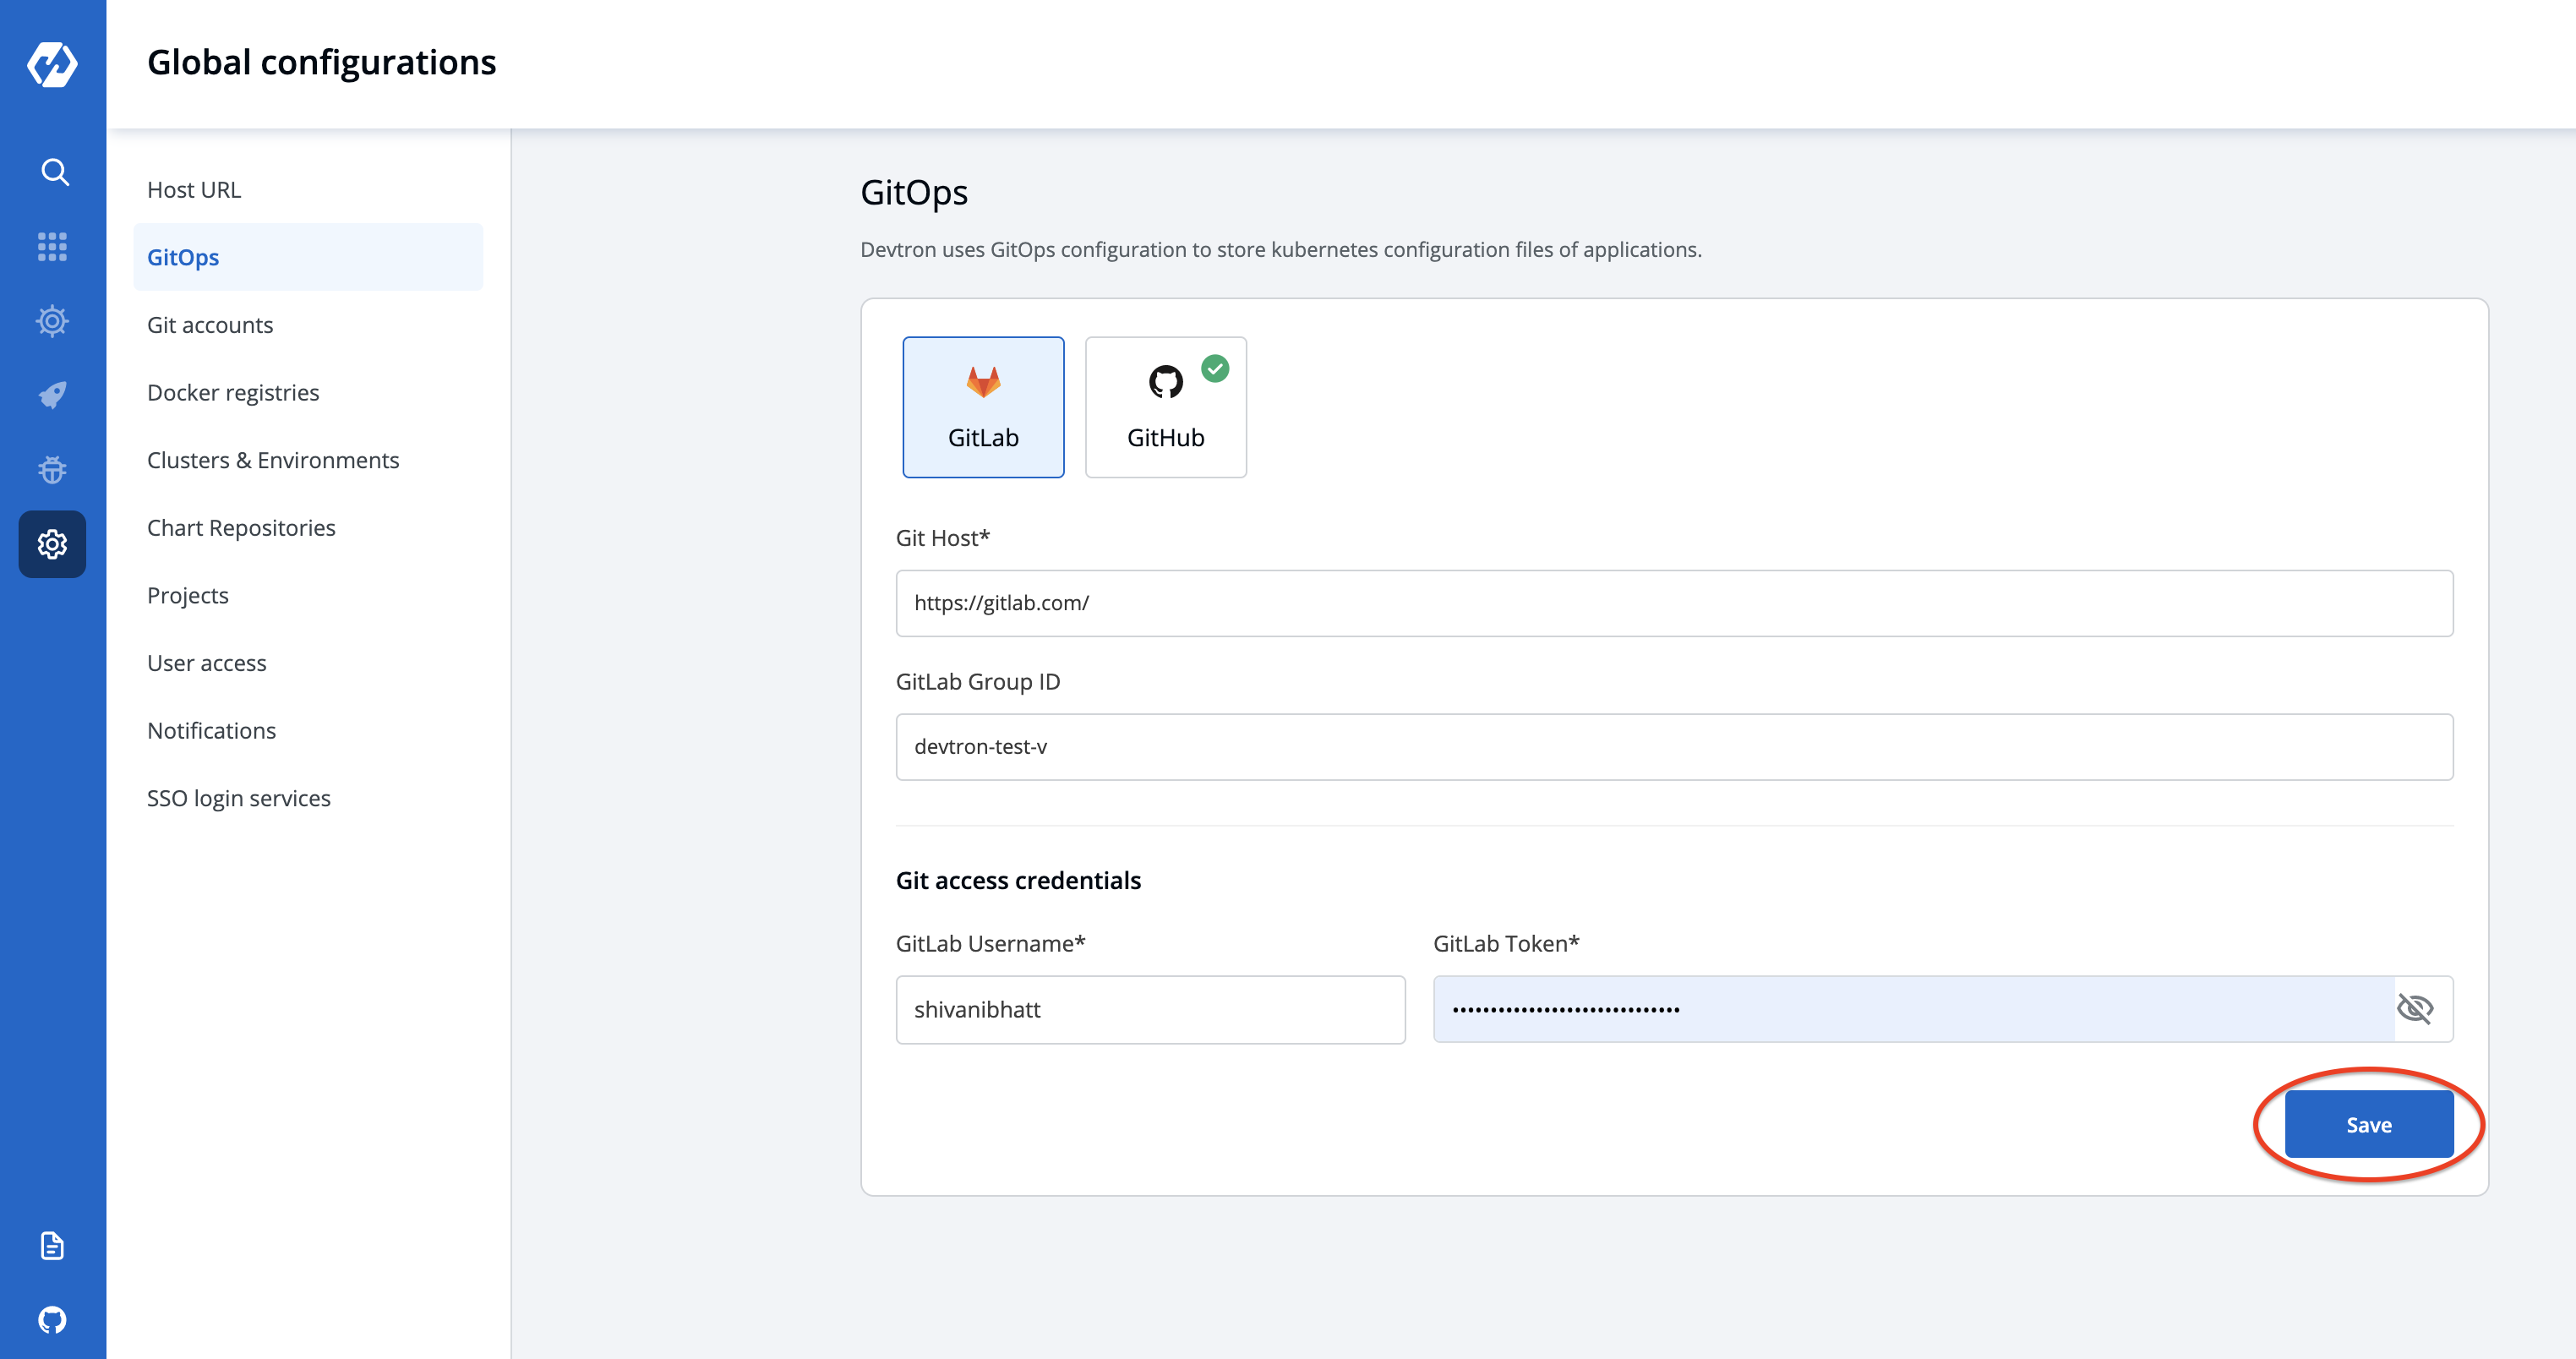 Global configurations
Host URL
GitOps
Git accounts
Docker registries
Clusters & Environments
Chart Repositories
Projects
User access
Notifications
SSO login services
GitOps
Devtron uses GitOps configuration to store kubernetes configuration files of applications.
GitLab
GitHub
Git Host*
https://gitlab.com/
GitLab Group ID
devtron-test-v
Git access credentials
GitLab Username*
GitLab Token*
shivanibhatt
••••••••••••••••••••••••••••••
Save